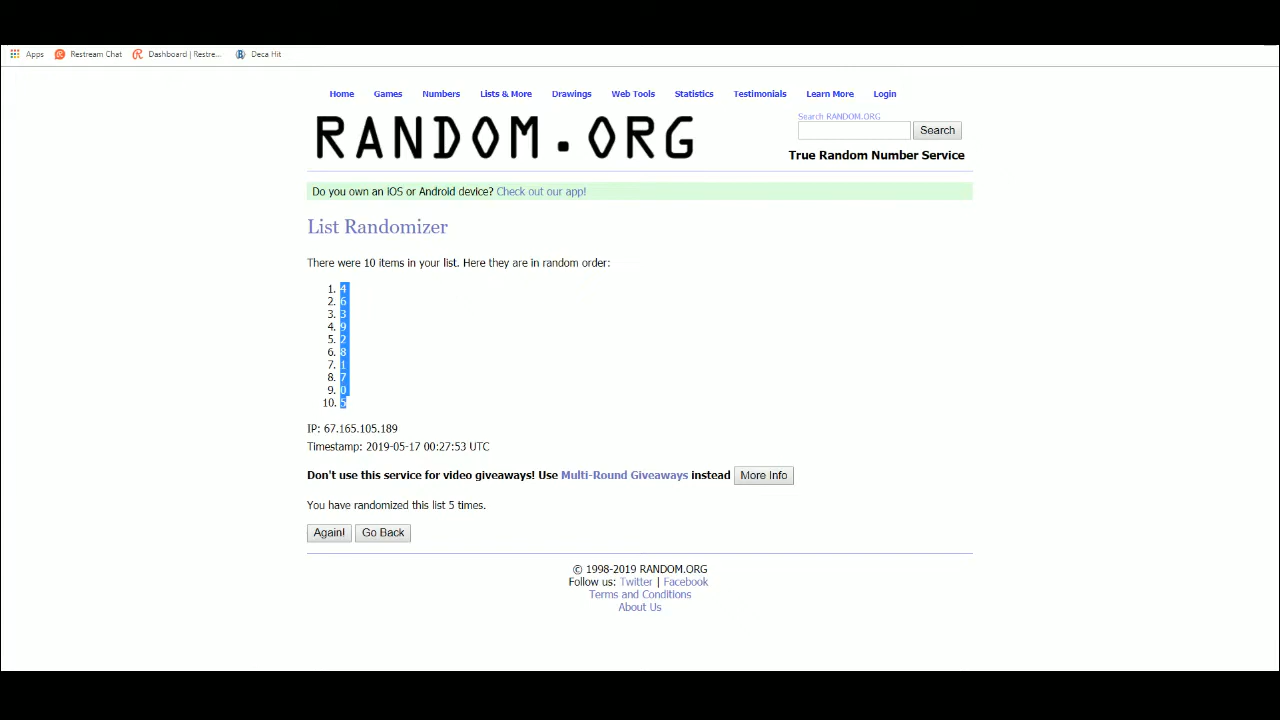 Apps Restream Chat Dashboard | Restre... Deca Hit
Home Games Numbers Lists & More Drawings Web Tools Statistics Testimonials Learn More Login
RANDOM.ORG
Search RANDOM.ORG
Search
True Random Number Service
Do you own an iOS or Android device? Check out our app!
List Randomizer
There were 10 items in your list. Here they are in random order:
1. 4
2. 6
3. 3
4. 9
5. 2
6. 8
7. 1
8. 7
9. 0
10. 5
IP: 67.165.105.189
Timestamp: 2019-05-17 00:27:53 UTC
Don't use this service for video giveaways! Use Multi-Round Giveaways instead More Info
You have randomized this list 5 times.
Again! Go Back
© 1998-2019 RANDOM.ORG
Follow us: Twitter | Facebook
Terms and Conditions
About Us